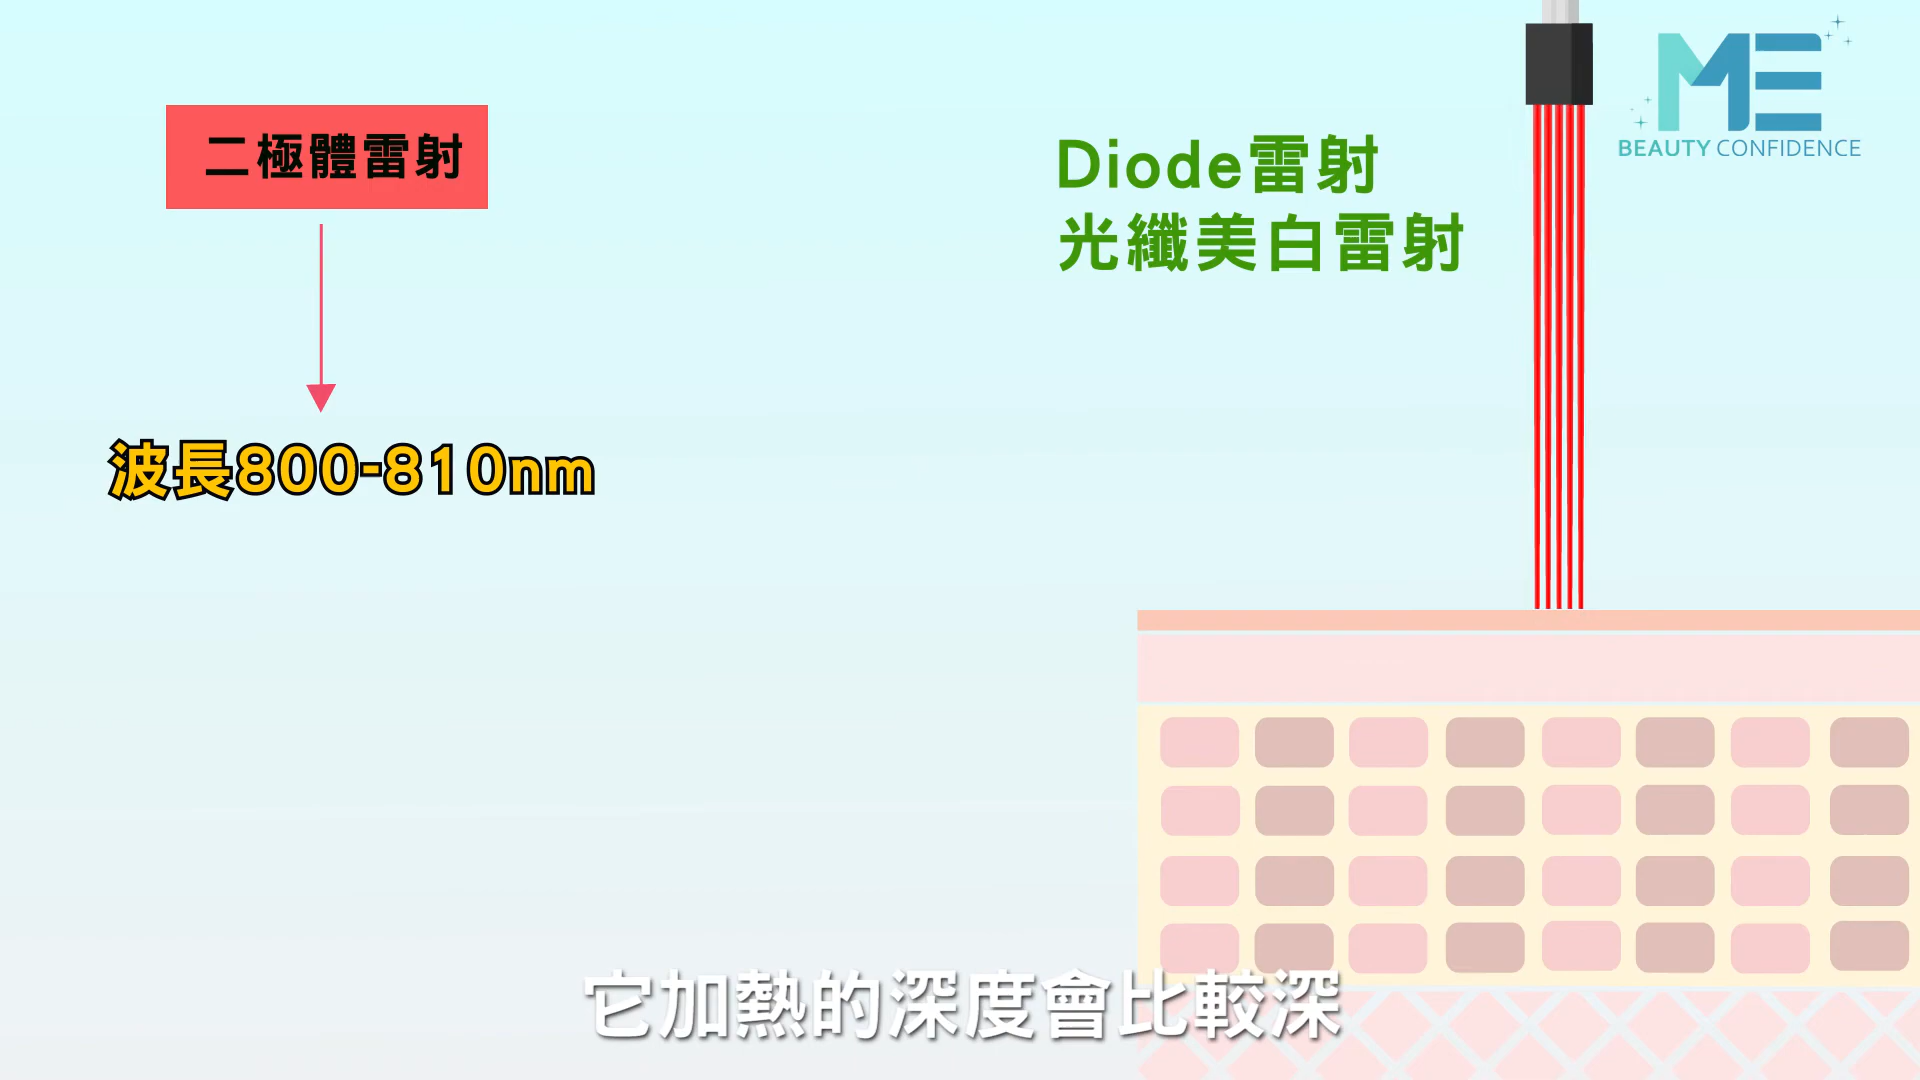 二極體雷射
波長800-810nm
Diode雷射
光纖美白雷射
ME
BEAUTY CONFIDENCE
它加熱的深度會比較深